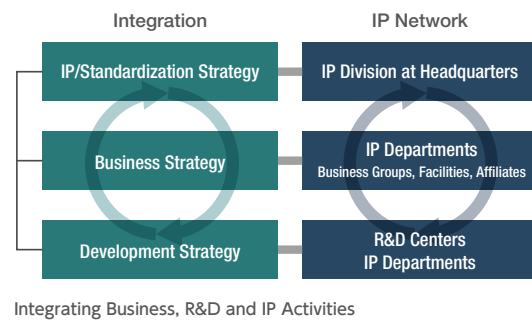 Integration
IP Network
IP/Standardization Strategy
IP Division at Headquarters
Business Strategy
IP Departments
Business Groups, Facilities, Affiliates
Development Strategy
R&D Centers
IP Departments
Integrating Business, R&D and IP Activities